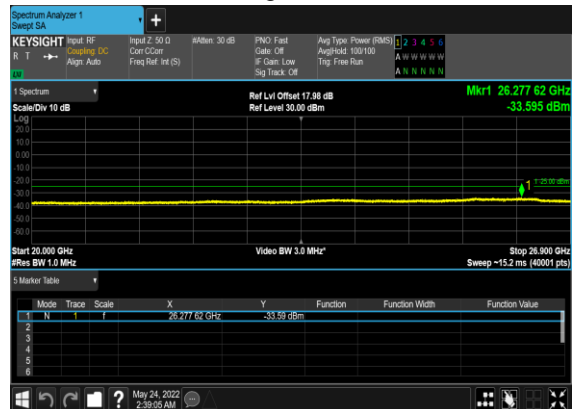 Spectrum Analyzer 1
Swept SA
+
KEYSIGHT Input: RF Input Z: 50 Ω #Atten: 30 dB PNO: Fast Avg Type: Power (RMS) 1 2 3 4 5 6
R T Coupling: DC Corr CCorr Gate: Off Avg|Hold: 100/100 A W W W W W
Align: Auto Freq Ref: Int (S) IF Gain: Low Trig: Free Run
Sig Track: Off A N N N N N
LW
1 Spectrum Ref Lvl Offset 17.98 dB Mkr1 26.277 62 GHz
Scale/Div 10 dB Ref Level 30.00 dBm -33.595 dBm
Log
20.0
10.0
0.00
-10.0
-20.0
1 -25.00 dBm
-30.0 1
-40.0
-50.0
-60.0
Start 20.000 GHz Video BW 3.0 MHz* Stop 26.900 GHz
#Res BW 1.0 MHz Sweep ~15.2 ms (40001 pts)
5 Marker Table
Mode Trace Scale X Y Function Function Width Function Value
1 N 1 f 26.277 62 GHz -33.59 dBm
2
3
4
5
6
? May 24, 2022
2:39:05 AM